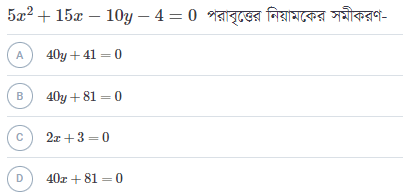 5x² + 15x − 10y − 4 = 0 পরাবৃত্তের নিয়ামকের সমীকরণ-
A 40y + 41 = 0
B 40y + 81 = 0
C 2x + 3 = 0
D 40x + 81 = 0